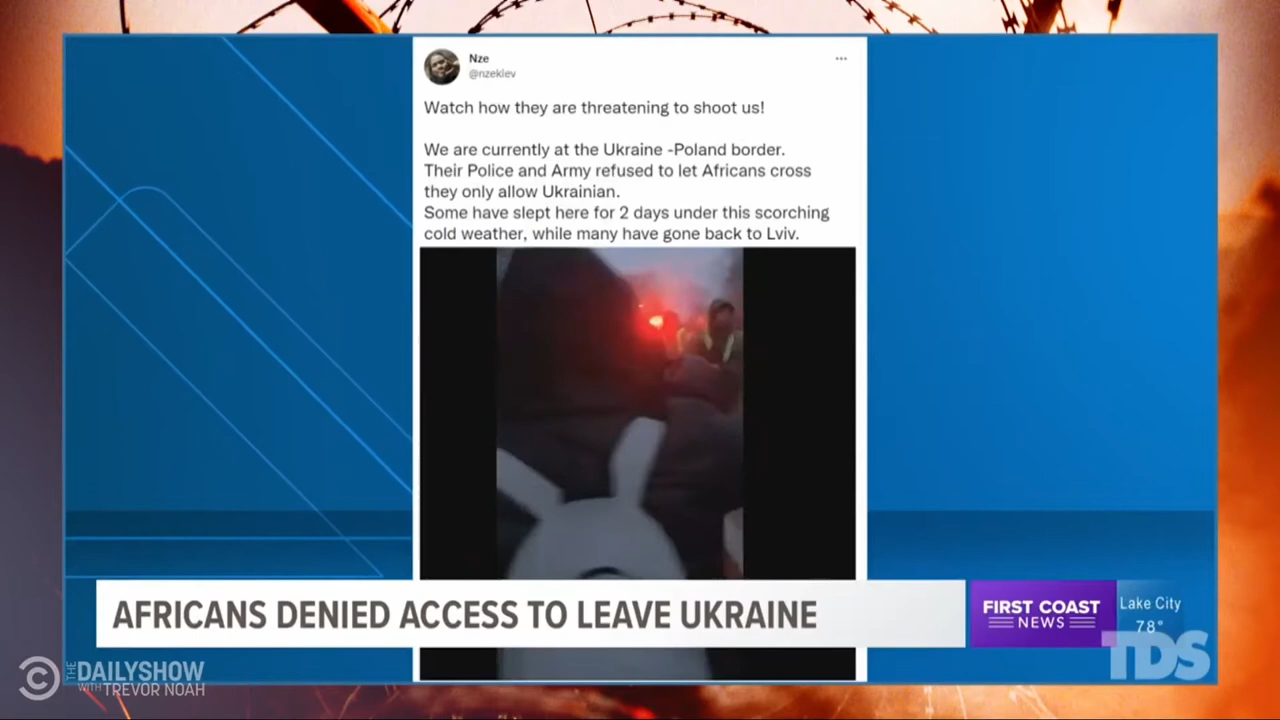 Nze
@nzekiev
Watch how they are threatening to shoot us!
We are currently at the Ukraine -Poland border.
Their Police and Army refused to let Africans cross
they only allow Ukrainian.
Some have slept here for 2 days under this scorching
cold weather, while many have gone back to Lviv.
AFRICANS DENIED ACCESS TO LEAVE UKRAINE
FIRST COAST
NEWS
Lake City
78°
TDS
THE DAILYSHOW
WITH TREVOR NOAH